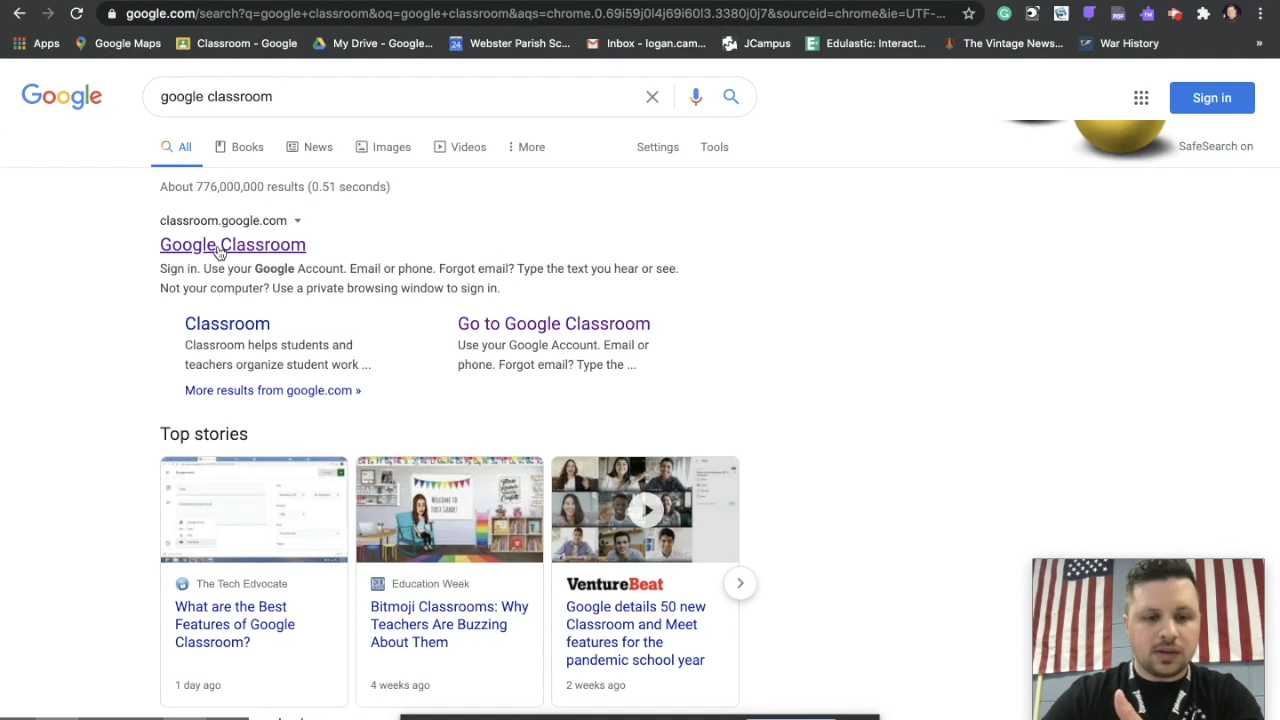 google.com/search?q=google+classroom&oq=google+classroom&aqs=chrome.0.69i59j0l4j69i60l3.3380j0j7&sourceid=chrome&ie=UTF-...
Apps
Google Maps
Classroom - Google
My Drive - Google...
Webster Parish Sc...
Inbox - logan.cam...
JCampus
Edulastic: Interact...
The Vintage News...
War History
»
Google
google classroom
Sign in
All
Books
News
Images
Videos
More
Settings
Tools
SafeSearch on
About 776,000,000 results (0.51 seconds)
classroom.google.com
Google Classroom
Sign in. Use your Google Account. Email or phone. Forgot email? Type the text you hear or see.
Not your computer? Use a private browsing window to sign in.
Classroom
Classroom helps students and
teachers organize student work ...
More results from google.com »
Go to Google Classroom
Use your Google Account. Email or
phone. Forgot email? Type the ...
Top stories
The Tech Edvocate
What are the Best
Features of Google
Classroom?
1 day ago
WELCOME TO
FIRST GRADE!
Education Week
Bitmoji Classrooms: Why
Teachers Are Buzzing
About Them
4 weeks ago
VentureBeat
Google details 50 new
Classroom and Meet
features for the
pandemic school year
2 weeks ago